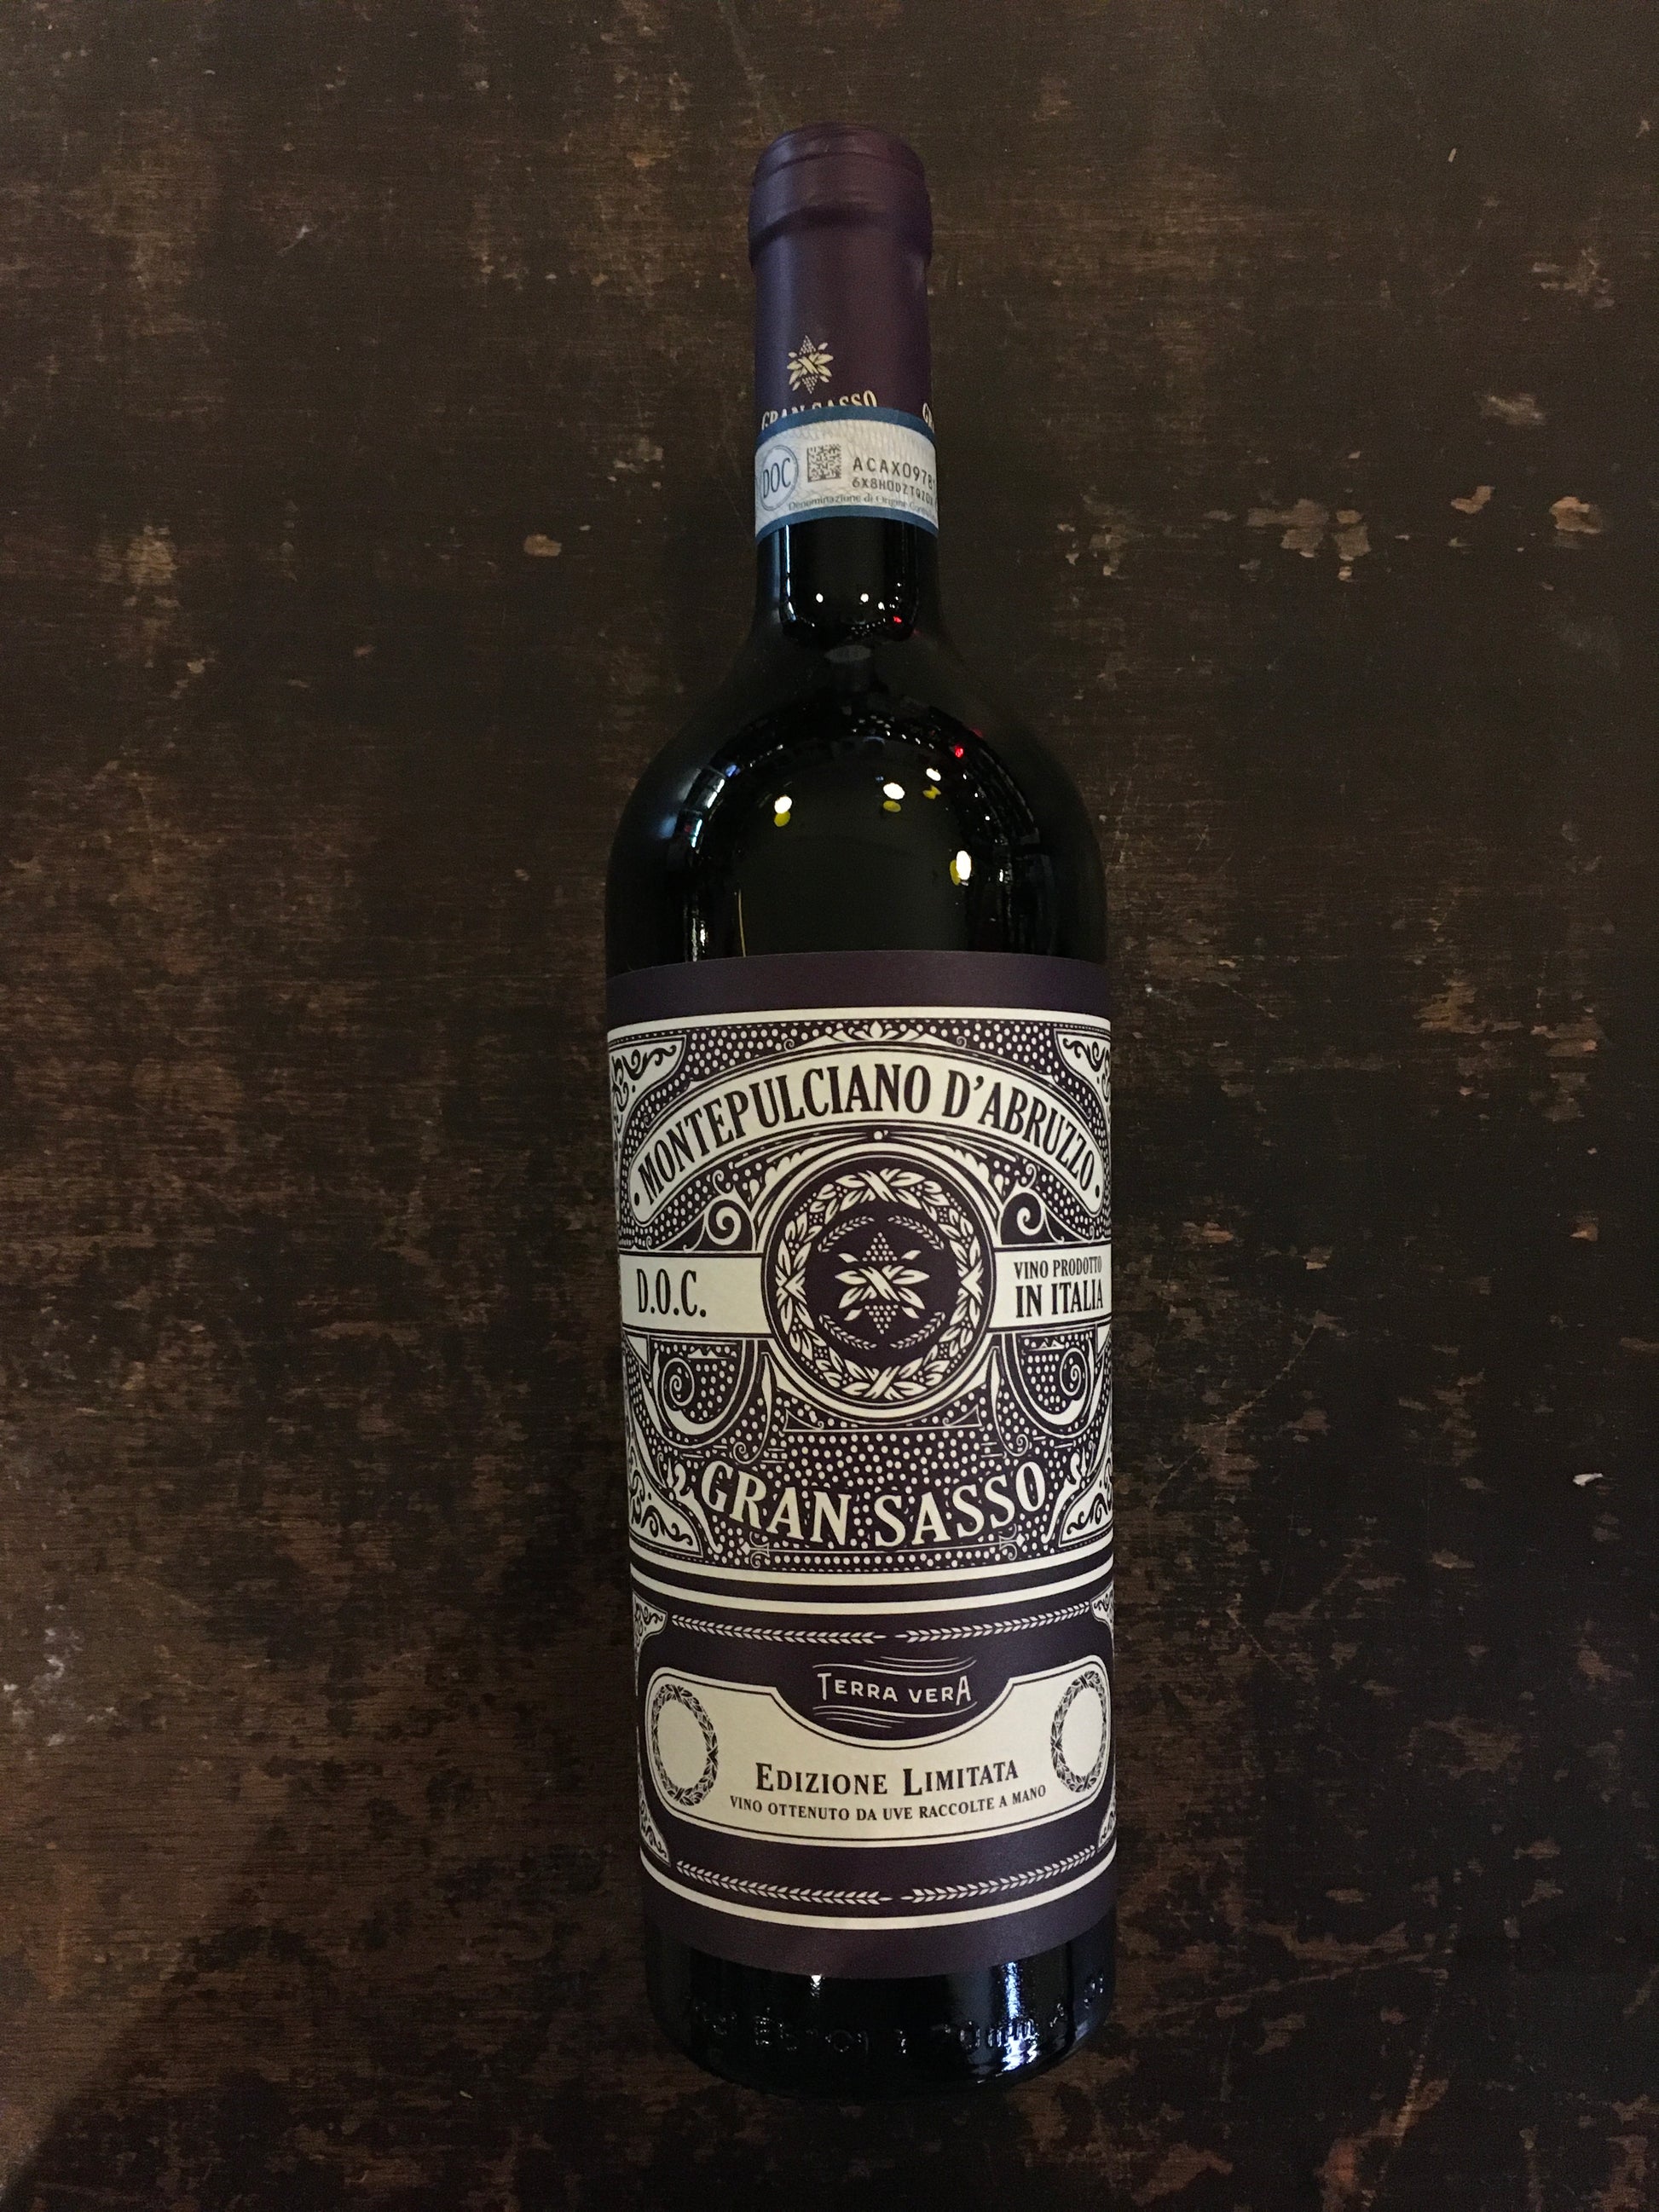 GRAN SASSO
DOC
ACAX0978
Denominazione di Origine
MONTEPULCIANO D'ABRUZZO
D.O.C.
VINO PRODOTTO
IN ITALIA
GRAN SASSO
TERRA VERA
EDIZIONE LIMITATA
VINO OTTENUTO DA UVE RACCOLTE A MANO